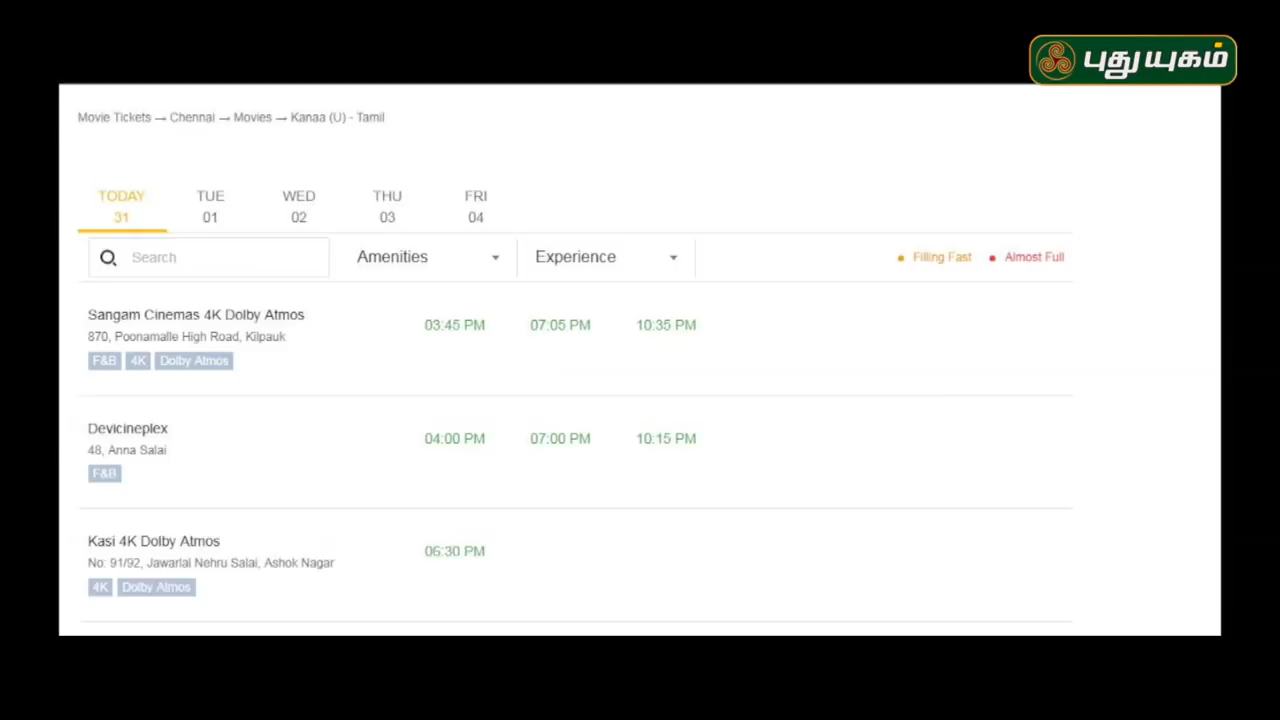 புதுயுகம்
Movie Tickets → Chennai → Movies → Kanaa (U) - Tamil
TODAY TUE WED THU FRI
31 01 02 03 04
Search Amenities Experience Filling Fast Almost Full
Sangam Cinemas 4K Dolby Atmos
03:45 PM 07:05 PM 10:35 PM
870, Poonamalle High Road, Kilpauk
F&B 4K Dolby Atmos
Devicineplex
04:00 PM 07:00 PM 10:15 PM
48, Anna Salai
F&B
Kasi 4K Dolby Atmos
06:30 PM
No: 91/92, Jawarlal Nehru Salai, Ashok Nagar
4K Dolby Atmos